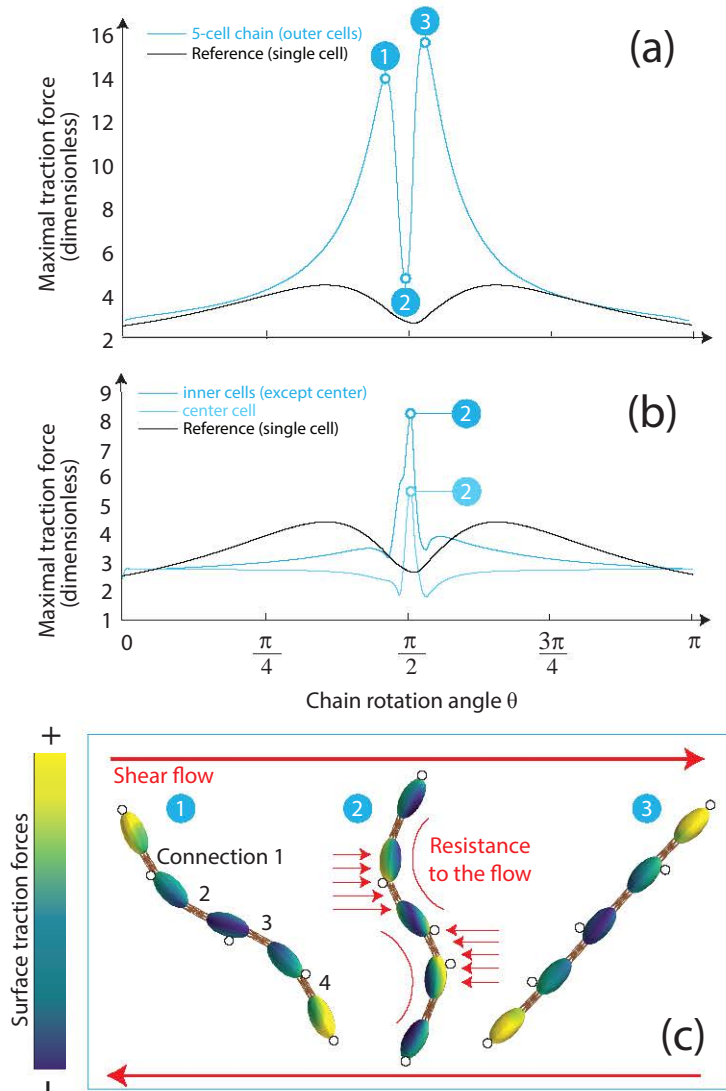 (a)
5-cell chain (outer cells)
Reference (single cell)
Maximal traction force
(dimensionless)
16
14
12
10
8
6
4
2
1
2
3
(b)
inner cells (except center)
center cell
Reference (single cell)
Maximal traction force
(dimensionless)
9
8
7
6
5
4
3
2
1
2
2
0
π/4
π/2
3π/4
π
Chain rotation angle θ
+
Surface traction forces
-
Shear flow
1
2
3
Connection 1
2
3
4
Resistance
to the flow
(c)